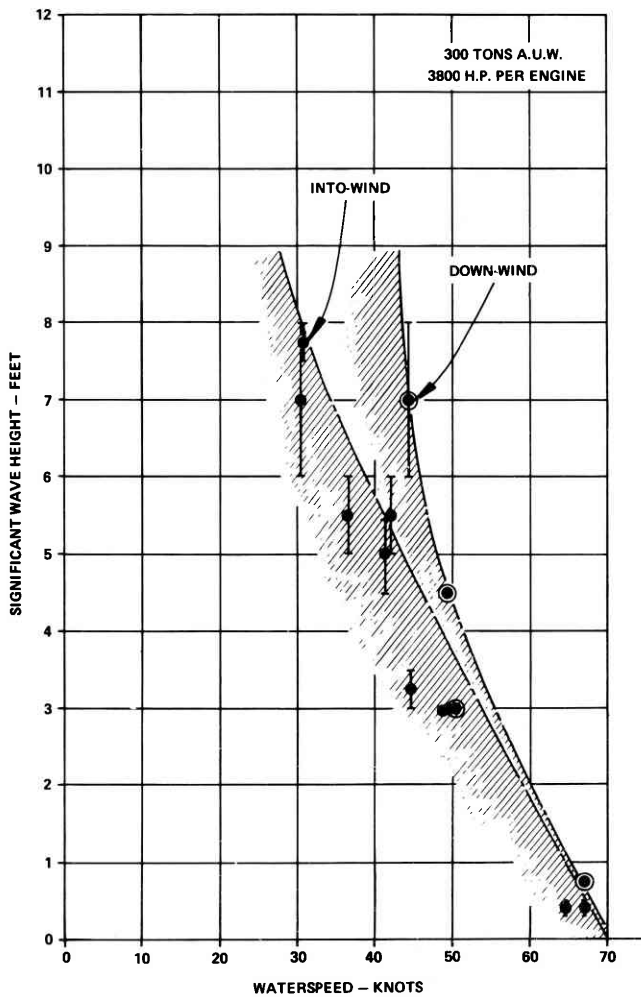 300 TONS A.U.W.
3800 H.P. PER ENGINE
INTO-WIND
DOWN-WIND
SIGNIFICANT WAVE HEIGHT – FEET
12
11
10
9
8
7
6
5
4
3
2
1
0
0 10 20 30 40 50 60 70
WATERSPEED – KNOTS